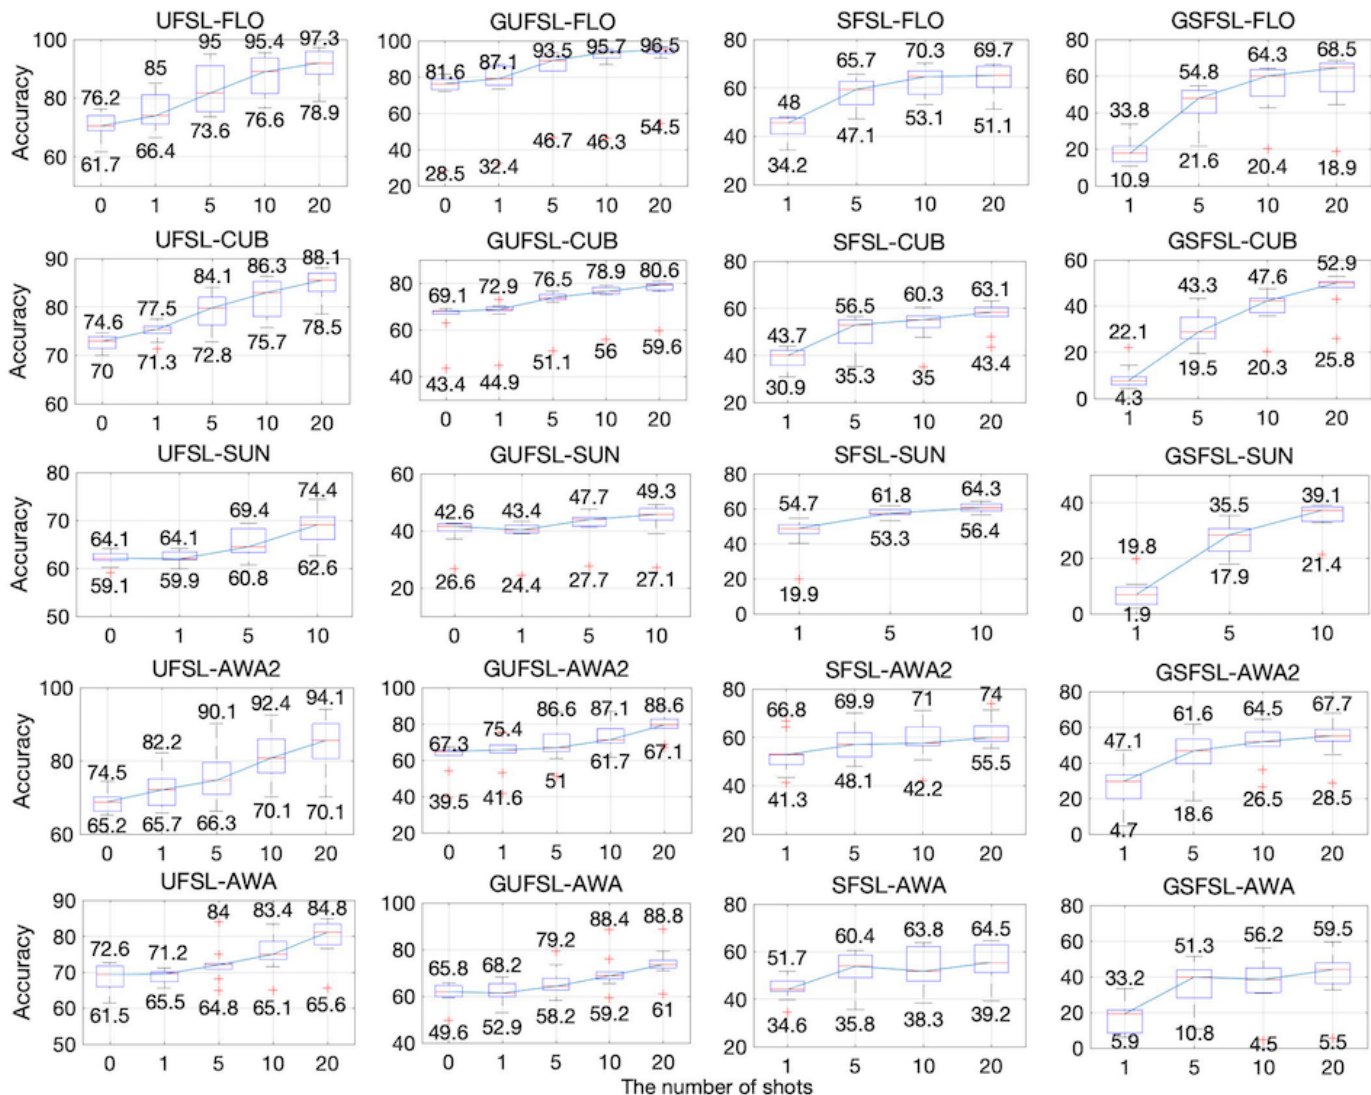 UFSL-FLO GUFSL-FLO SFSL-FLO GSFSL-FLO
Accuracy
100 80 60
76.2 85 95 95.4 97.3
61.7 66.4 73.6 76.6 78.9
0 1 5 10 20
100 80 60 40 20
81.6 87.1 93.5 95.7 96.5
28.5 32.4 46.7 46.3 54.5
0 1 5 10 20
80 60 40 20
48 65.7 70.3 69.7
34.2 47.1 53.1 51.1
1 5 10 20
80 60 40 20 0
33.8 54.8 64.3 68.5
10.9 21.6 20.4 18.9
1 5 10 20
UFSL-CUB GUFSL-CUB SFSL-CUB GSFSL-CUB
Accuracy
90 80 70 60
74.6 77.5 84.1 86.3 88.1
70 71.3 72.8 75.7 78.5
0 1 5 10 20
80 60 40
69.1 72.9 76.5 78.9 80.6
43.4 44.9 51.1 56 59.6
0 1 5 10 20
80 60 40 20
43.7 56.5 60.3 63.1
30.9 35.3 35 43.4
1 5 10 20
60 40 20 0
22.1 43.3 47.6 52.9
4.3 19.5 20.3 25.8
1 5 10 20
UFSL-SUN GUFSL-SUN SFSL-SUN GSFSL-SUN
Accuracy
80 70 60 50
64.1 64.1 69.4 74.4
59.1 59.9 60.8 62.6
0 1 5 10
60 40 20
42.6 43.4 47.7 49.3
26.6 24.4 27.7 27.1
0 1 5 10
80 60 40 20 0
54.7 61.8 64.3
19.9 53.3 56.4
1 5 10
40 20 0
19.8 35.5 39.1
1.9 17.9 21.4
1 5 10
UFSL-AWA2 GUFSL-AWA2 SFSL-AWA2 GSFSL-AWA2
Accuracy
100 80 60
74.5 82.2 90.1 92.4 94.1
65.2 65.7 66.3 70.1 70.1
0 1 5 10 20
100 80 60 40 20
67.3 75.4 86.6 87.1 88.6
39.5 41.6 51 61.7 67.1
0 1 5 10 20
80 60 40 20
66.8 69.9 71 74
41.3 48.1 42.2 55.5
1 5 10 20
80 60 40 20 0
47.1 61.6 64.5 67.7
4.7 18.6 26.5 28.5
1 5 10 20
UFSL-AWA GUFSL-AWA SFSL-AWA GSFSL-AWA
Accuracy
90 80 70 60 50
72.6 71.2 84 83.4 84.8
61.5 65.5 64.8 65.1 65.6
0 1 5 10 20
100 80 60 40
65.8 68.2 79.2 88.4 88.8
49.6 52.9 58.2 59.2 61
0 1 5 10 20
80 60 40 20
51.7 60.4 63.8 64.5
34.6 35.8 38.3 39.2
1 5 10 20
80 60 40 20 0
33.2 51.3 56.2 59.5
5.9 10.8 4.5 5.5
1 5 10 20
The number of shots